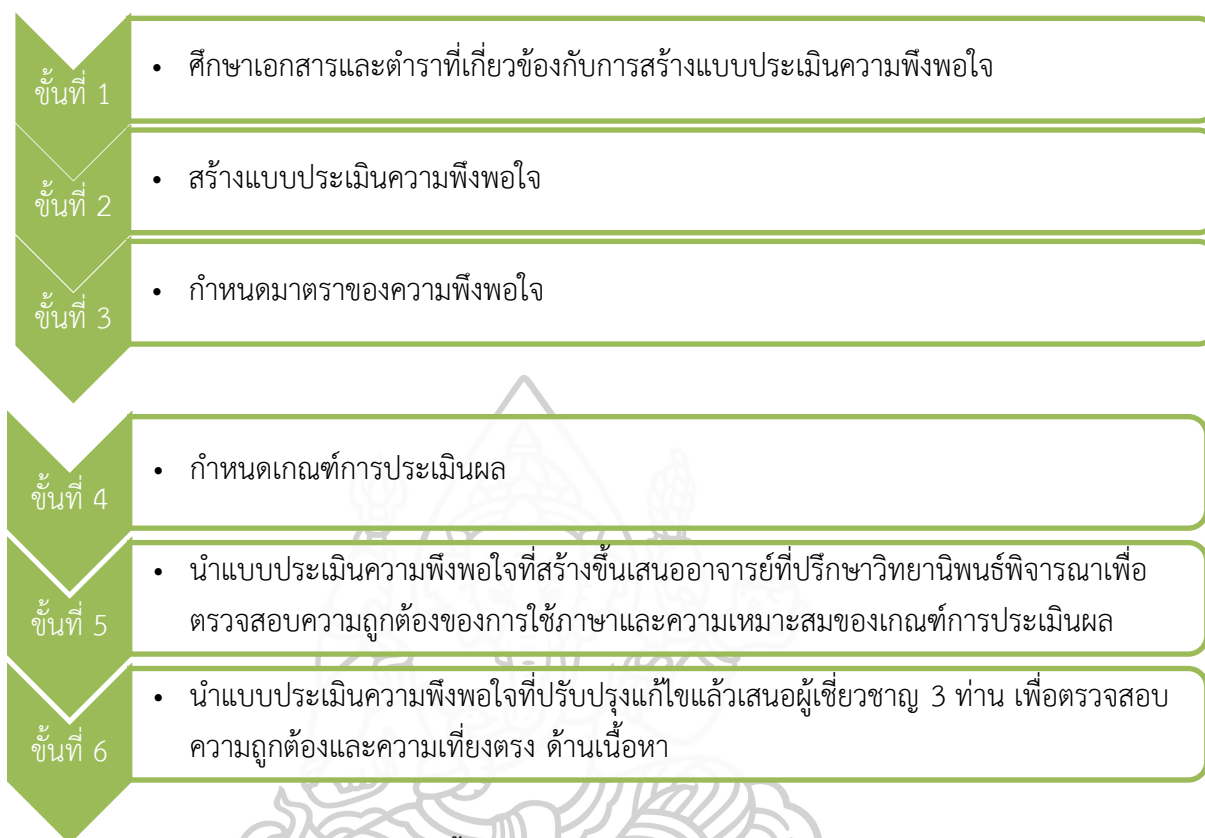 ขั้นที่ 1
• ศึกษาเอกสารและตำราที่เกี่ยวข้องกับการสร้างแบบประเมินความพึงพอใจ
ขั้นที่ 2
• สร้างแบบประเมินความพึงพอใจ
ขั้นที่ 3
• กำหนดมาตราของความพึงพอใจ
ขั้นที่ 4
• กำหนดเกณฑ์การประเมินผล
ขั้นที่ 5
• นำแบบประเมินความพึงพอใจที่สร้างขึ้นเสนออาจารย์ที่ปรึกษาวิทยานิพนธ์พิจารณาเพื่อ
ตรวจสอบความถูกต้องของการใช้ภาษาและความเหมาะสมของเกณฑ์การประเมินผล
ขั้นที่ 6
• นำแบบประเมินความพึงพอใจที่ปรับปรุงแก้ไขแล้วเสนอผู้เชี่ยวชาญ 3 ท่าน เพื่อตรวจสอบ
ความถูกต้องและความเที่ยงตรง ด้านเนื้อหา